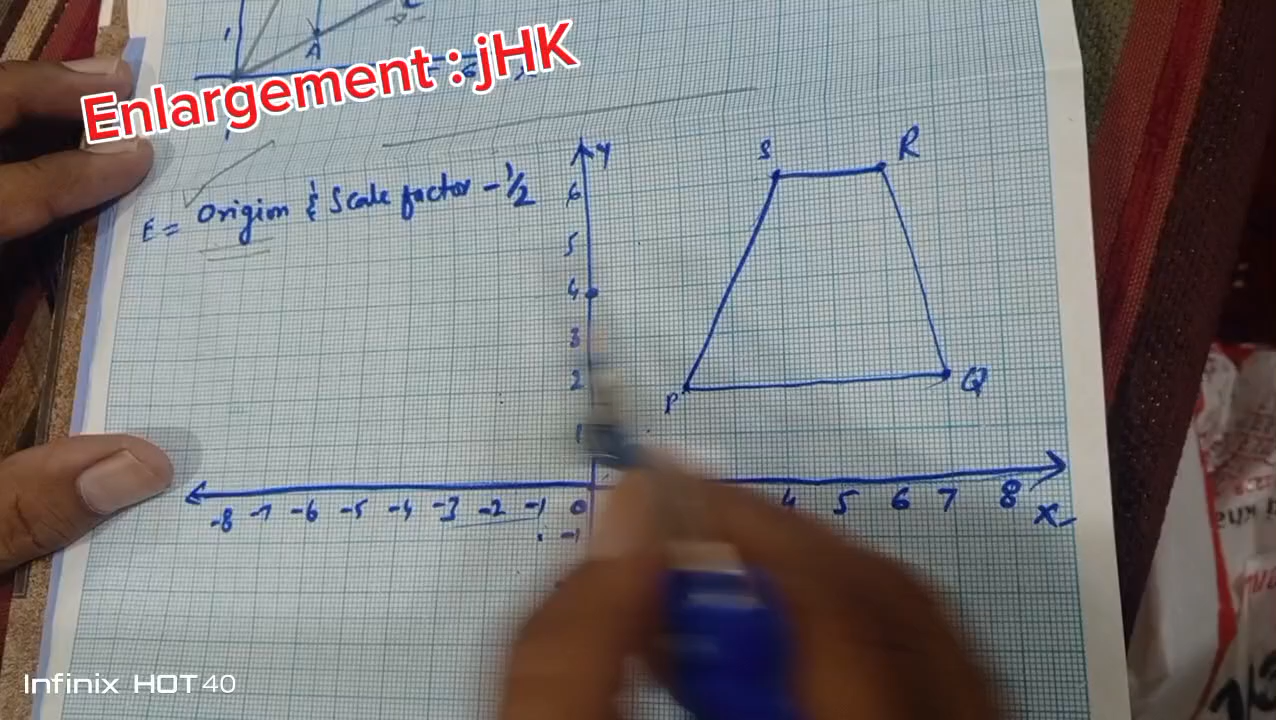 A
Enlargement : jHK
E = Origion & Scale factor - 1/2
Y
S
R
6
5
4
3
2
1
P
Q
-8 -7 -6 -5 -4 -3 -2 -1 0 4 5 6 7 8 X
-1
Infinix HOT 40